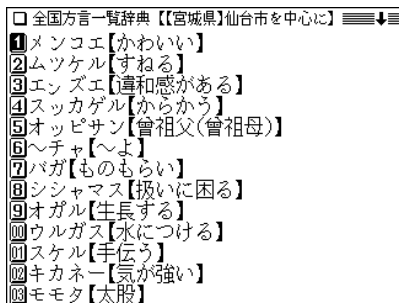 全国方言一覧辞典【【宮城県】仙台市を中心に】
1メンコエ【かわいい】
2ムツケル【すねる】
3エンズエ【違和感がある】
4スッカゲル【からかう】
5オッピサン【曾祖父(曾祖母)】
6〜チャ【〜よ】
7バガ【ものもらい】
8シシャマス【扱いに困る】
9オガル【生長する】
00ウルガス【水につける】
01スケル【手伝う】
02キカネー【気が強い】
03モモタ【太股】